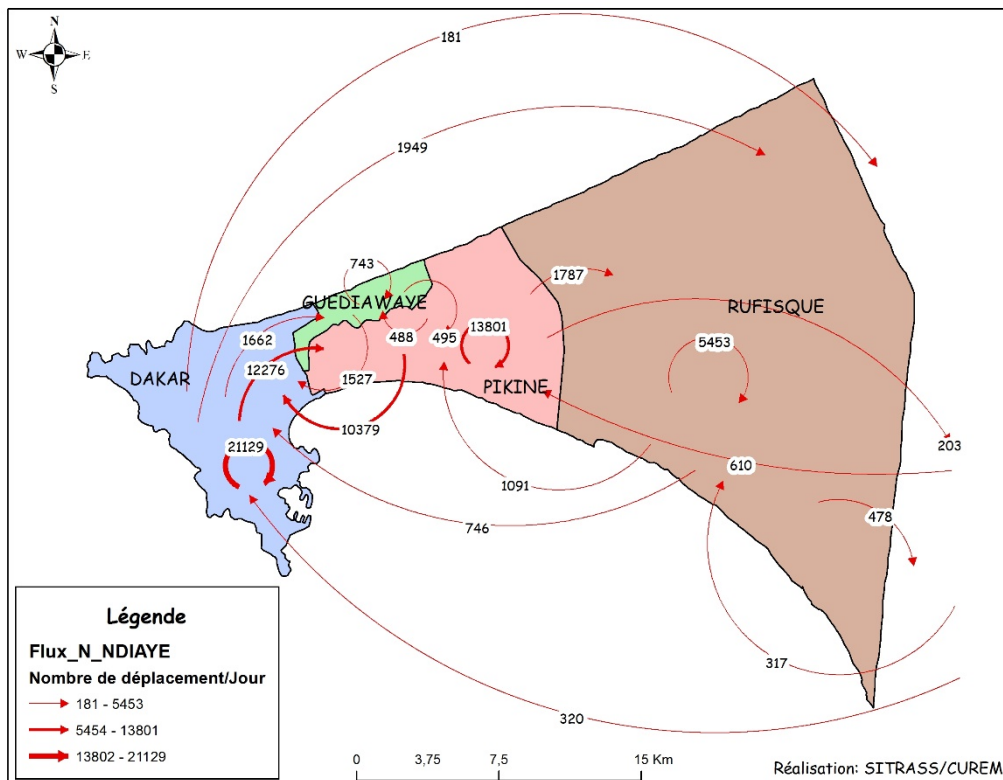 N
W E
S
181
1949
743
1787
GUEDIAWAYE
RUFISQUE
1662
488
495
13801
5453
DAKAR
12276
1527
PIKINE
10379
21129
203
610
1091
478
746
317
320
Légende
Flux_N_NDIAYE
Nombre de déplacement/Jour
181 - 5453
5454 - 13801
13802 - 21129
0 3,75 7,5 15 Km
Réalisation: SITRASS/CUREM